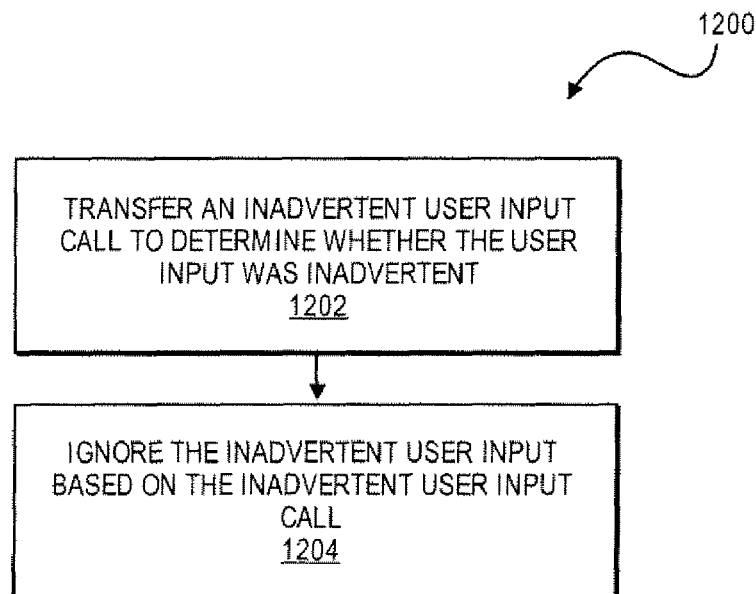 1200
TRANSFER AN INADVERTENT USER INPUT
CALL TO DETERMINE WHETHER THE USER
INPUT WAS INADVERTENT
1202
IGNORE THE INADVERTENT USER INPUT
BASED ON THE INADVERTENT USER INPUT
CALL
1204